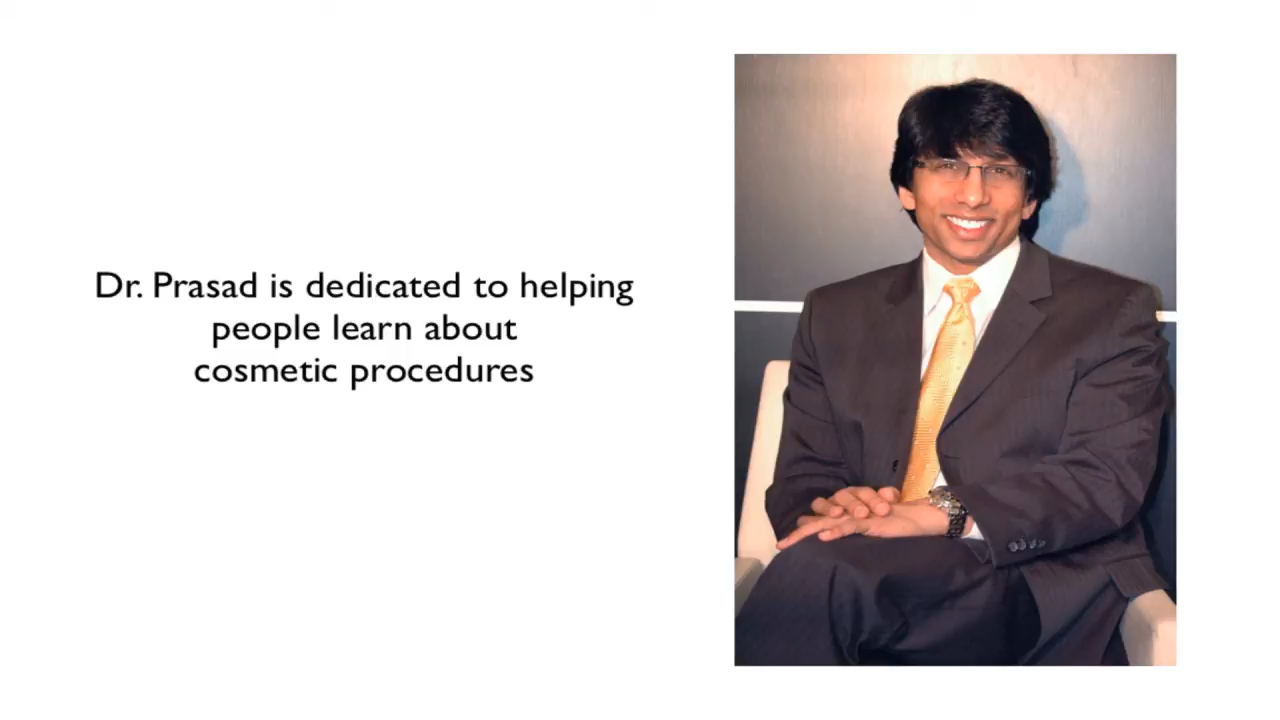 Dr. Prasad is dedicated to helping
people learn about
cosmetic procedures